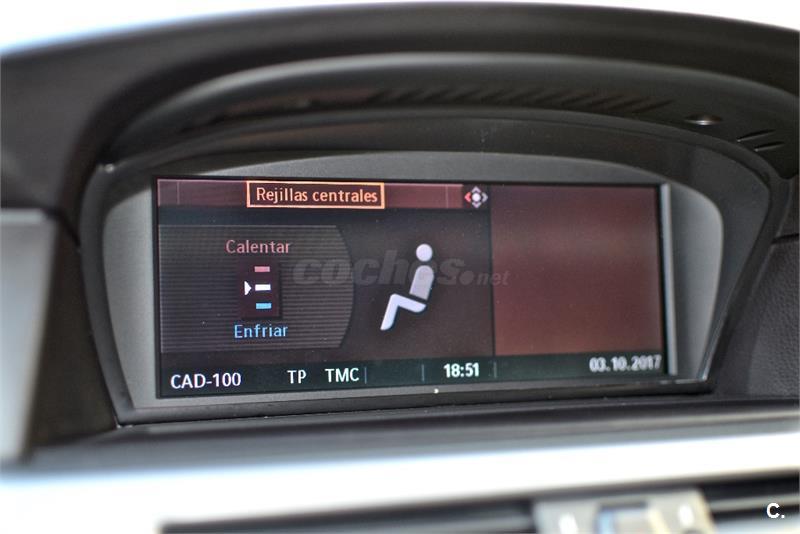 Rejillas centrales
Calentar
coches.net
Enfriar
CAD-100 TP TMC 18:51 03.10.2017
C.